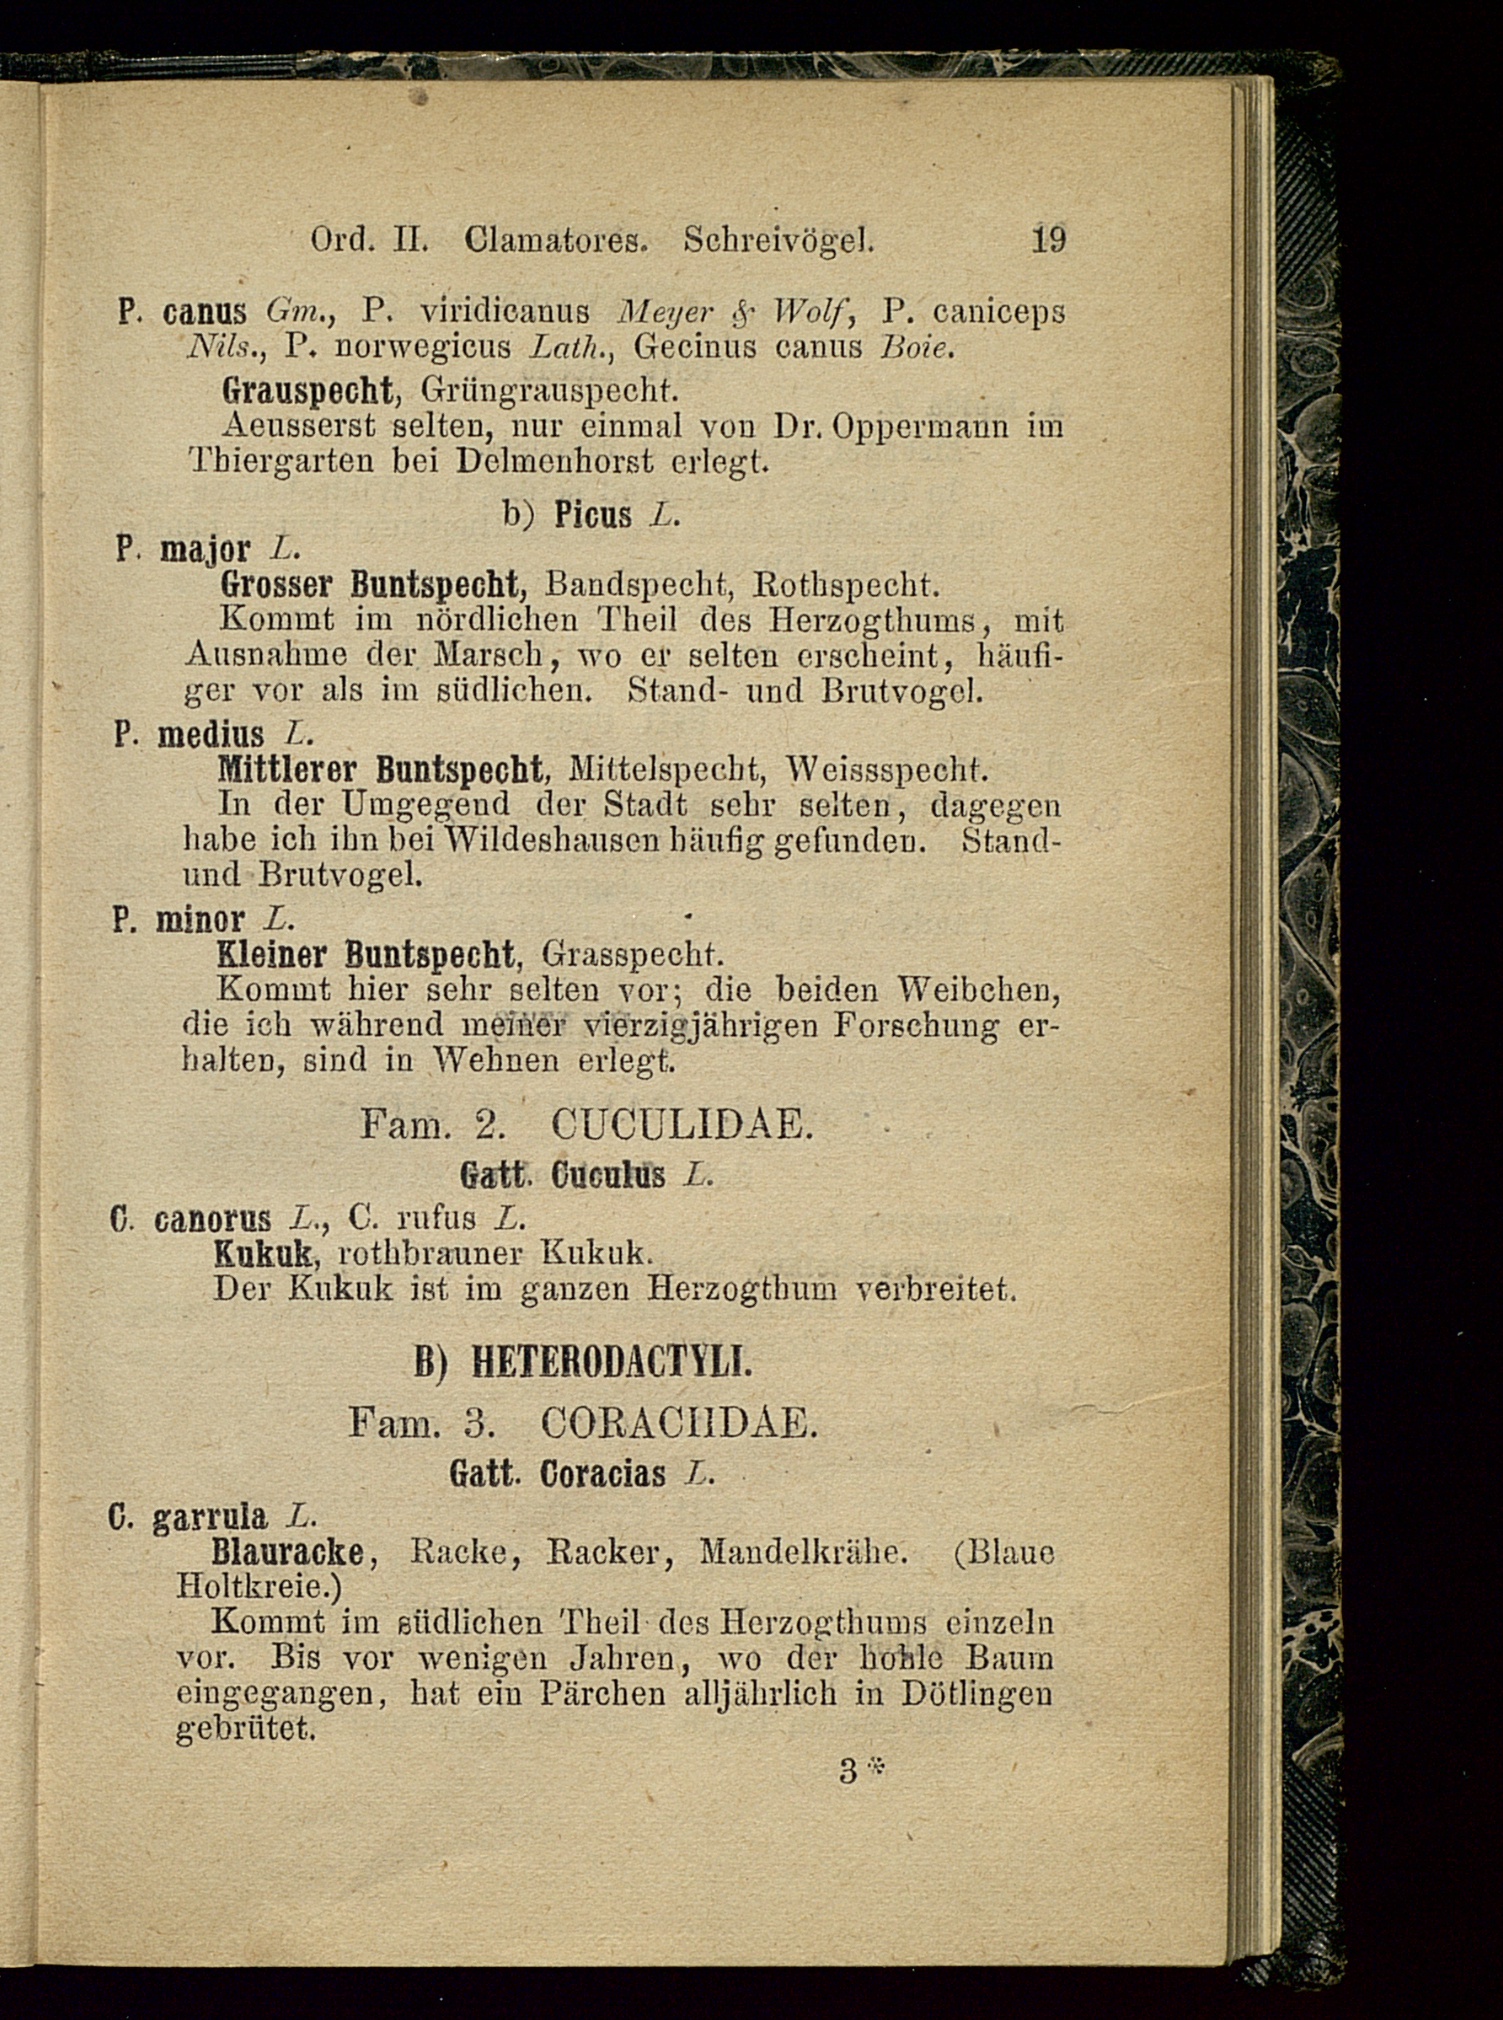 Ord. II. Clamatores. Schreivögel. 19
P. canus Gm., P. viridicanus Meyer & Wolf, P. caniceps
Nils., P. norwegicus Lath., Gecinus canus Boie.
Grauspecht, Grüngrauspecht.
Aeusserst selten, nur einmal von Dr. Oppermann im
Thiergarten bei Delmenhorst erlegt.
b) Picus L.
P. major L.
Grosser Buntspecht, Bandspecht, Rothspecht.
Kommt im nördlichen Theil des Herzogthums, mit
Ausnahme der Marsch, wo er selten erscheint, häufi-
ger vor als im südlichen. Stand- und Brutvogel.
P. medius L.
Mittlerer Buntspecht, Mittelspecht, Weissspecht.
In der Umgegend der Stadt sehr selten, dagegen
habe ich ihn bei Wildeshausen häufig gefunden. Stand-
und Brutvogel.
P. minor L.
Kleiner Buntspecht, Grasspecht.
Kommt hier sehr selten vor; die beiden Weibchen,
die ich während meiner vierzigjährigen Forschung er-
halten, sind in Wehnen erlegt.
Fam. 2. CUCULIDAE.
Gatt. Cuculus L.
C. canorus L., C. rufus L.
Kukuk, rothbrauner Kukuk.
Der Kukuk ist im ganzen Herzogthum verbreitet.
B) HETERODACTYLI.
Fam. 3. CORACIIDAE.
Gatt. Coracias L.
C. garrula L.
Blauracke, Racke, Racker, Mandelkrähe. (Blaue
Holtkreie.)
Kommt im südlichen Theil des Herzogthums einzeln
vor. Bis vor wenigen Jahren, wo der hohle Baum
eingegangen, hat ein Pärchen alljährlich in Dötlingen
gebrütet.
3*